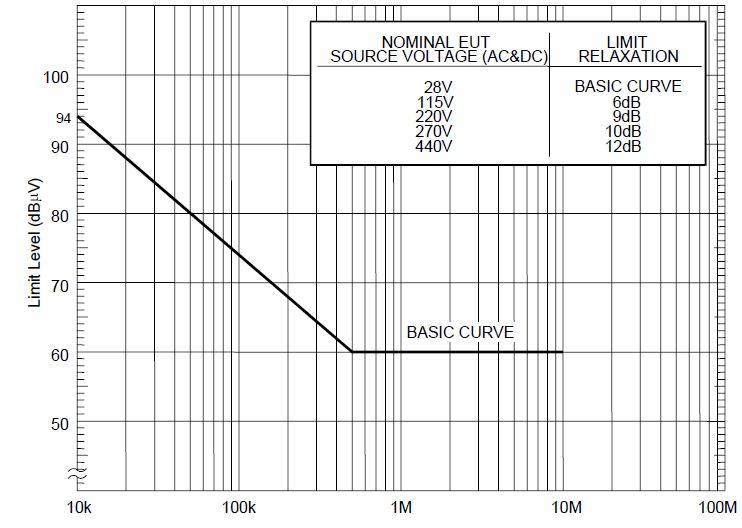 NOMINAL EUT LIMIT
SOURCE VOLTAGE (AC&DC) RELAXATION
28V BASIC CURVE
115V 6dB
220V 9dB
270V 10dB
440V 12dB
100
94
90
80
70
60
50
Limit Level (dBµV)
BASIC CURVE
10k 100k 1M 10M 100M